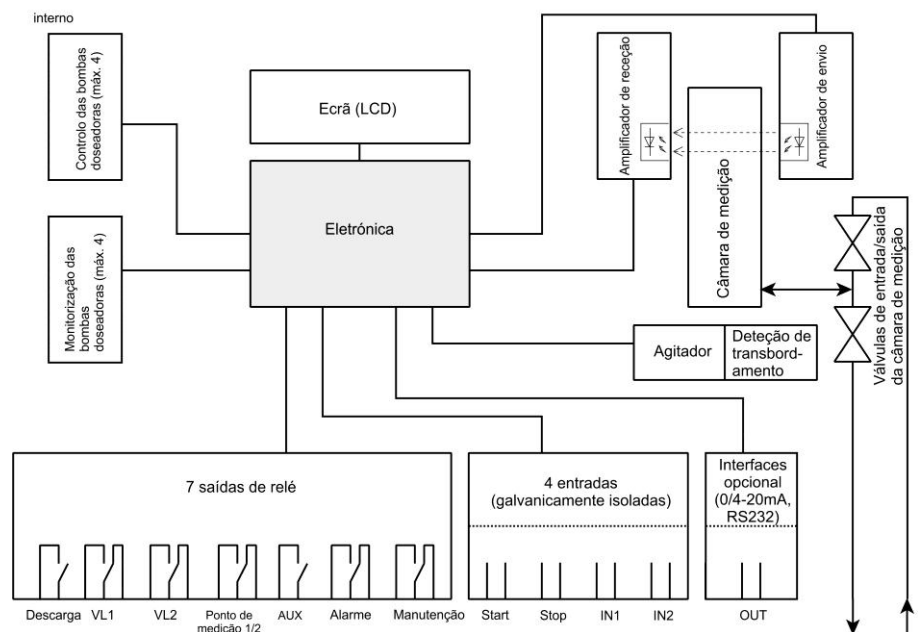 interno
Controlo das bombas
doseadoras (máx. 4)
Ecrã (LCD)
Amplificador de receção
Câmara de medição
Amplificador de envio
Eletrónica
Monitorização das
bombas
doseadoras (máx. 4)
Válvulas de entrada/saída
da câmara de medição
Agitador
Deteção de
transbord-
amento
7 saídas de relé
4 entradas
(galvanicamente isoladas)
Interfaces
opcional
(0/4-20mA,
RS232)
Descarga
VL1
VL2
Ponto de
medição 1/2
AUX
Alarme
Manutenção
Start
Stop
IN1
IN2
OUT